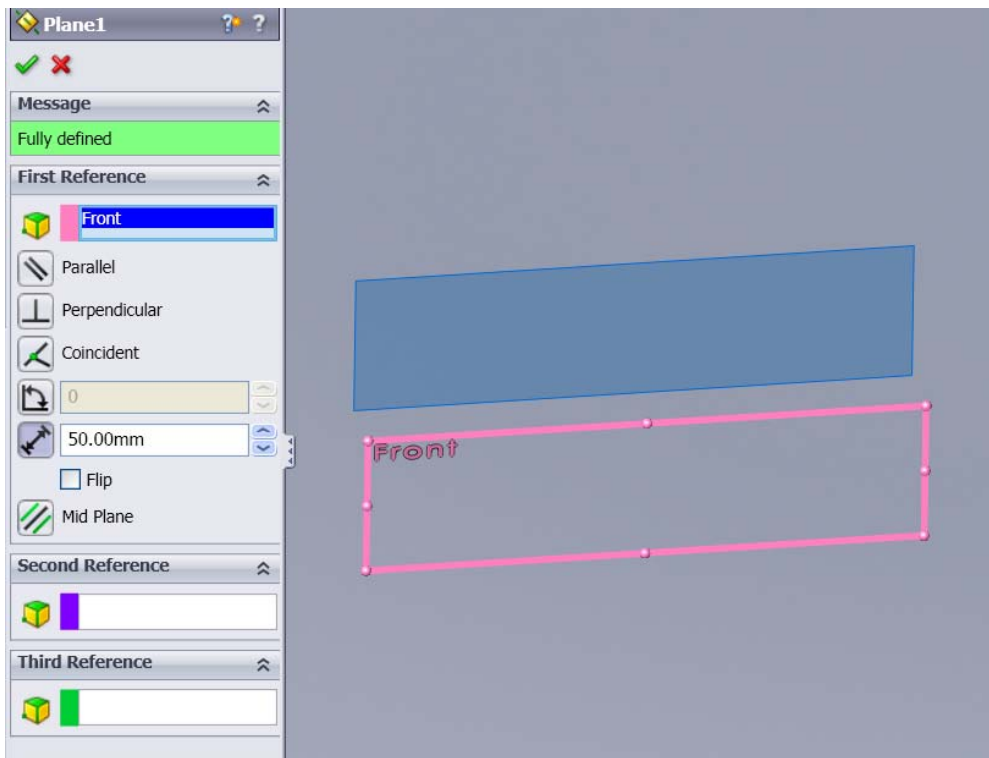 Plane1 ? ?
Message
Fully defined
First Reference
Front
Parallel
Perpendicular
Coincident
0
50.00mm
Flip
Mid Plane
Second Reference
Third Reference
Front